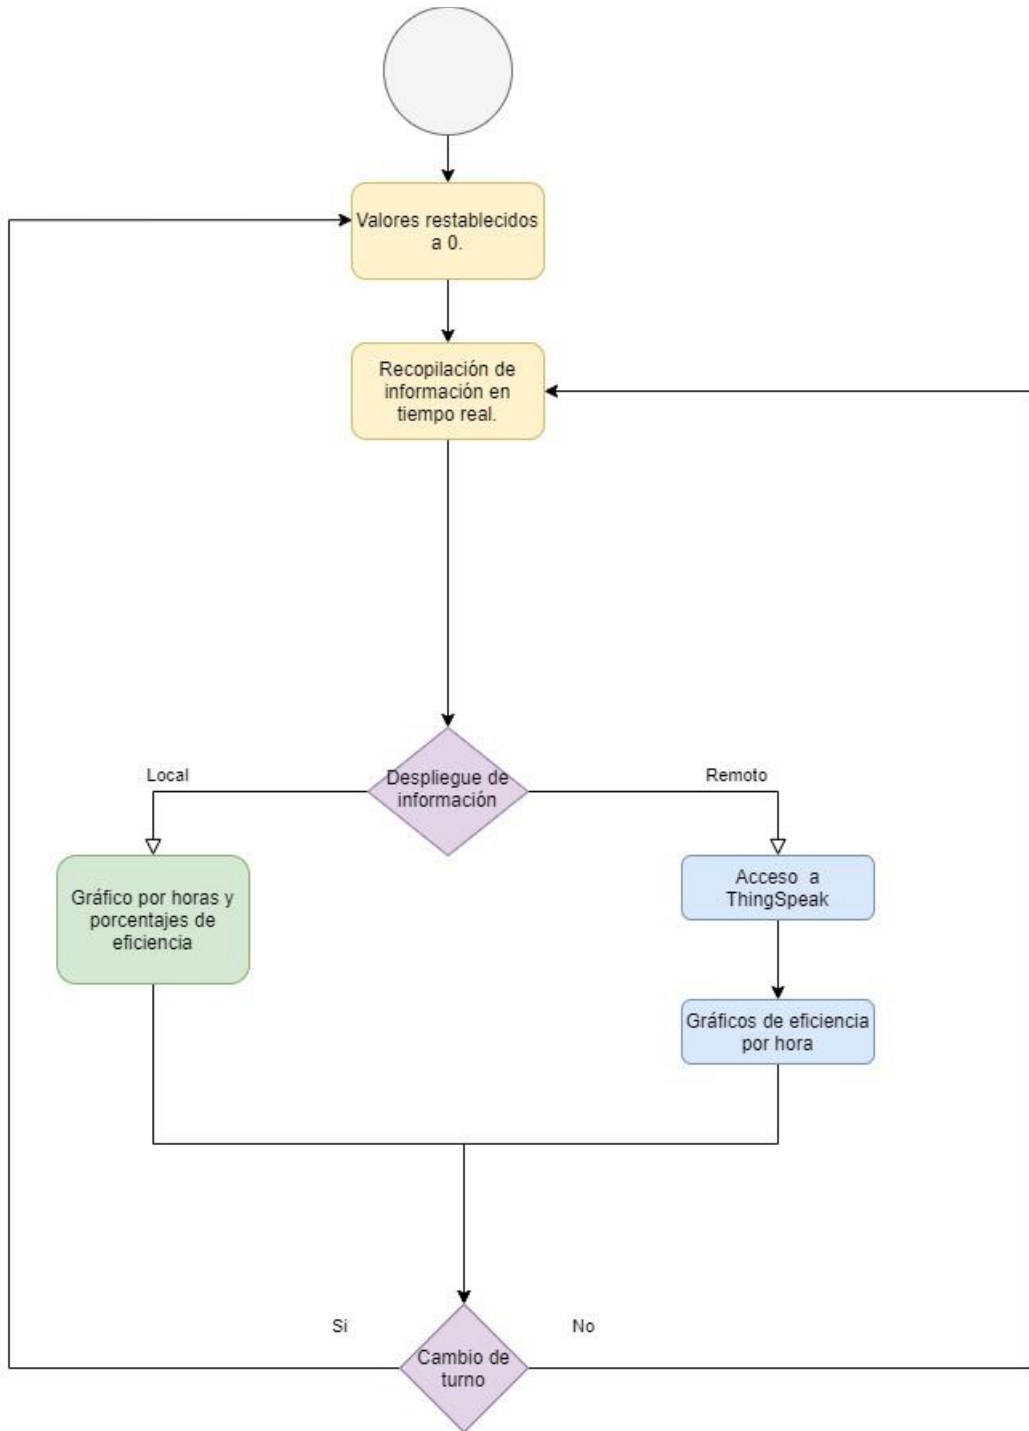 Valores restablecidos
a 0.
Recopilación de
información en
tiempo real.
Despliegue de
información
Local
Remoto
Gráfico por horas y
porcentajes de
eficiencia
Acceso a
ThingSpeak
Gráficos de eficiencia
por hora
Si
No
Cambio de
turno